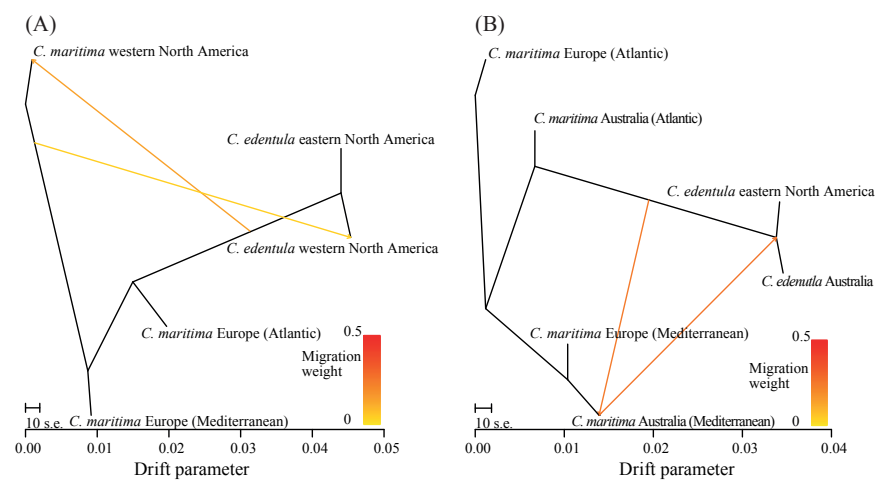 (A)
C. maritima western North America
C. edentula eastern North America
C. edentula western North America
C. maritima Europe (Atlantic)
0.5
Migration
weight
0
10 s.e.
C. maritima Europe (Mediterranean)
0.00 0.01 0.02 0.03 0.04 0.05
Drift parameter
(B)
C. maritima Europe (Atlantic)
C. maritima Australia (Atlantic)
C. edentula eastern North America
C. edenutla Australia
C. maritima Europe (Mediterranean)
0.5
Migration
weight
0
10 s.e.
C. maritima Australia (Mediterranean)
0.00 0.01 0.02 0.03 0.04
Drift parameter